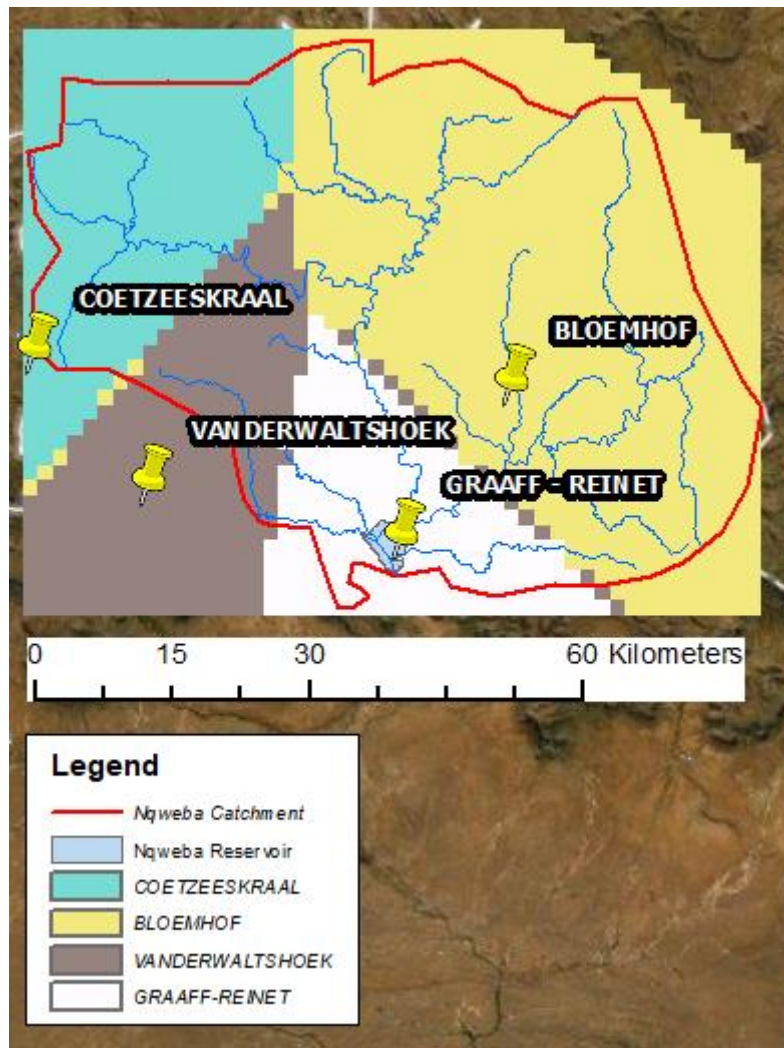 COETZEESKRAAL
BLOEMHOF
VANDERWALTSHOEK
GRAAFF - REINET
0 15 30 60 Kilometers
Legend
Nqweba Catchment
Nqweba Reservoir
COETZEESKRAAL
BLOEMHOF
VANDERWALTSHOEK
GRAAFF-REINET